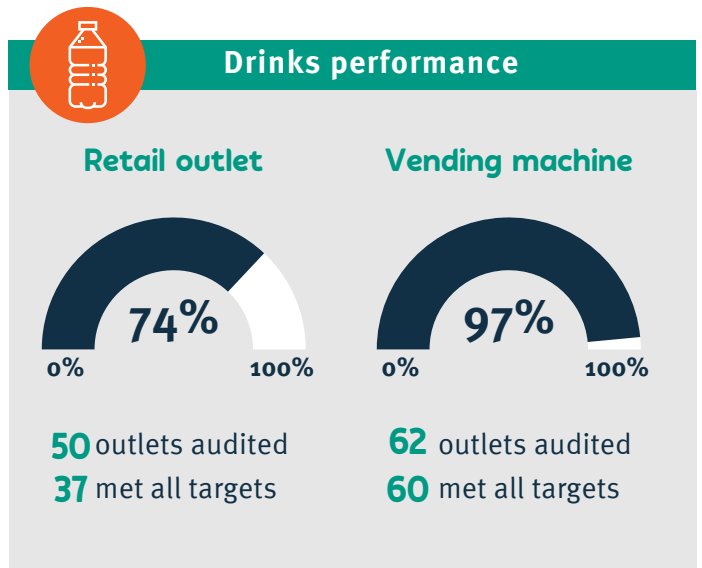 Drinks performance
Retail outlet
74%
0%
100%
50 outlets audited
37 met all targets
Vending machine
97%
0%
100%
62 outlets audited
60 met all targets